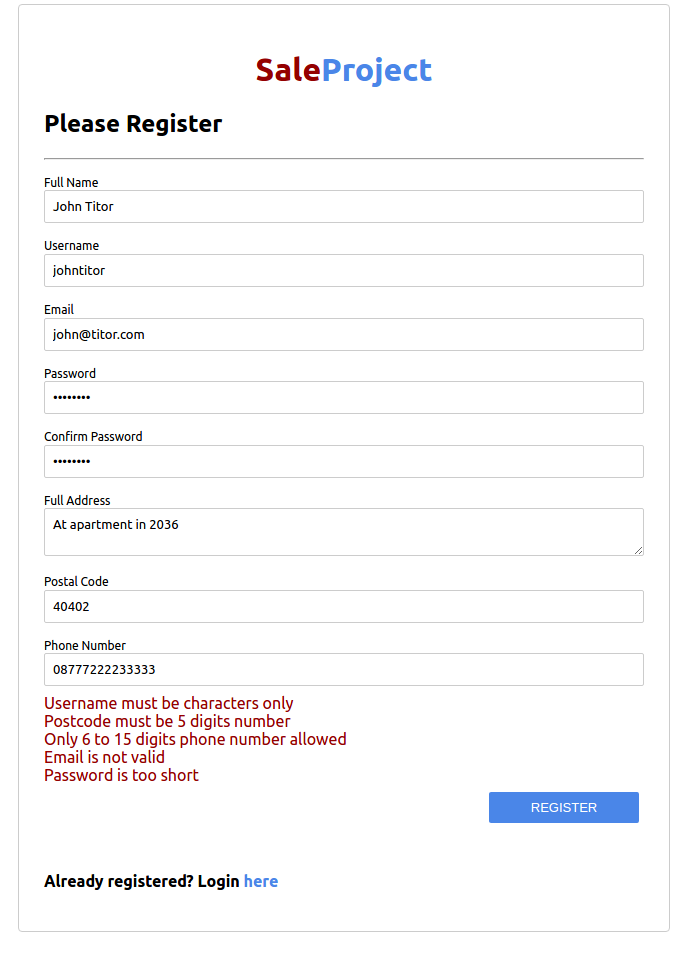 SaleProject
Please Register
Full Name
John Titor
Username
johntitor
Email
john@titor.com
Password
••••••••
Confirm Password
••••••••
Full Address
At apartment in 2036
Postal Code
40402
Phone Number
08777222233333
Username must be characters only
Postcode must be 5 digits number
Only 6 to 15 digits phone number allowed
Email is not valid
Password is too short
REGISTER
Already registered? Login here